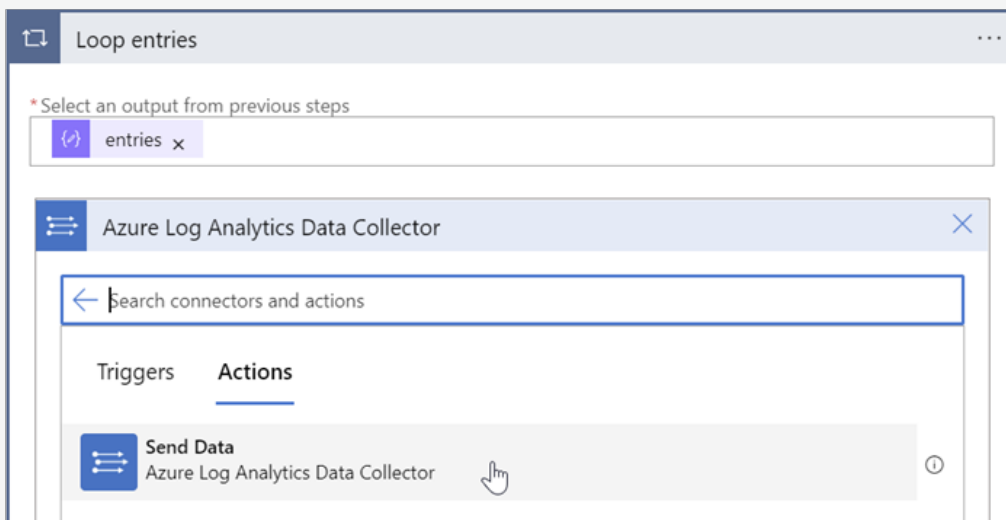 Loop entries
...
*Select an output from previous steps
{} entries ×
Azure Log Analytics Data Collector
Search connectors and actions
Triggers Actions
Send Data
Azure Log Analytics Data Collector